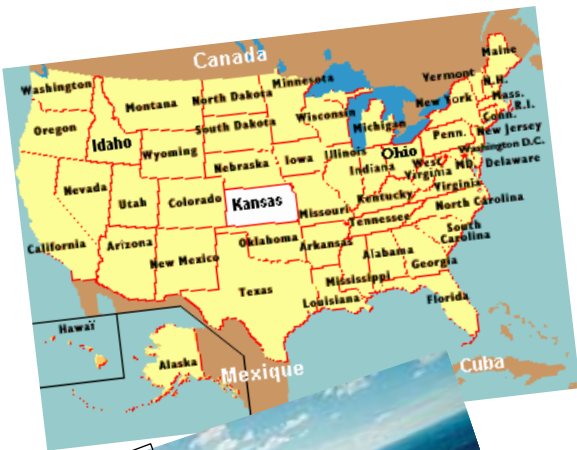 Canada
Washington
Montana
North Dakota
Minnesota
Maine
Vermont
N.H.
Oregon
Idaho
South Dakota
Wisconsin
Michigan
New York
Mass.
R.I.
Conn.
Wyoming
Nebraska
Iowa
Illinois
Indiana
Ohio
Penn.
New Jersey
Washington D.C.
Nevada
Utah
Colorado
Kansas
Missouri
Kentucky
West
Virginia
MD.
Delaware
Virginia
California
Arizona
New Mexico
Oklahoma
Arkansas
Tennessee
North Carolina
South
Carolina
Texas
Louisiana
Mississippi
Alabama
Georgia
Florida
Hawaï
Alaska
Mexique
Cuba